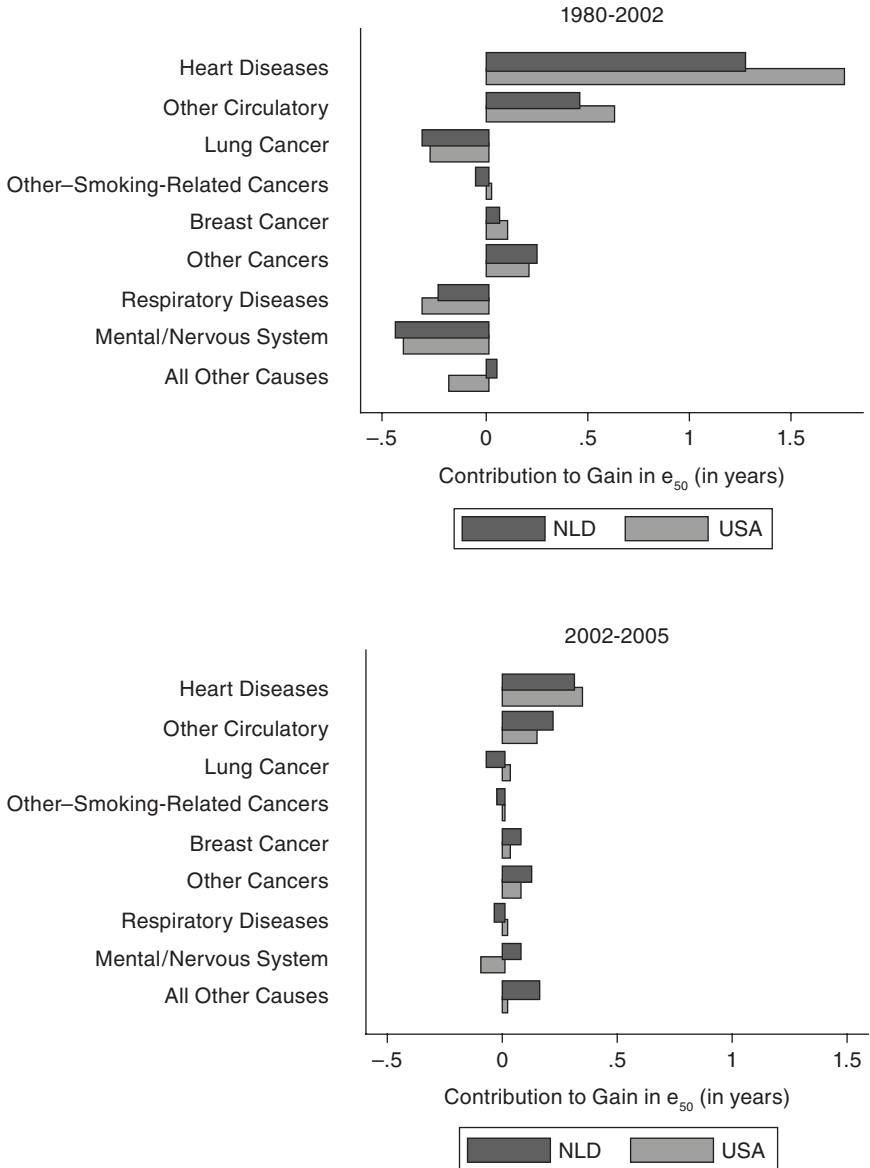 1980-2002
Heart Diseases
Other Circulatory
Lung Cancer
Other–Smoking-Related Cancers
Breast Cancer
Other Cancers
Respiratory Diseases
Mental/Nervous System
All Other Causes
–.5 0 .5 1 1.5
Contribution to Gain in e50 (in years)
NLD USA
2002-2005
Heart Diseases
Other Circulatory
Lung Cancer
Other–Smoking-Related Cancers
Breast Cancer
Other Cancers
Respiratory Diseases
Mental/Nervous System
All Other Causes
–.5 0 .5 1 1.5
Contribution to Gain in e50 (in years)
NLD USA